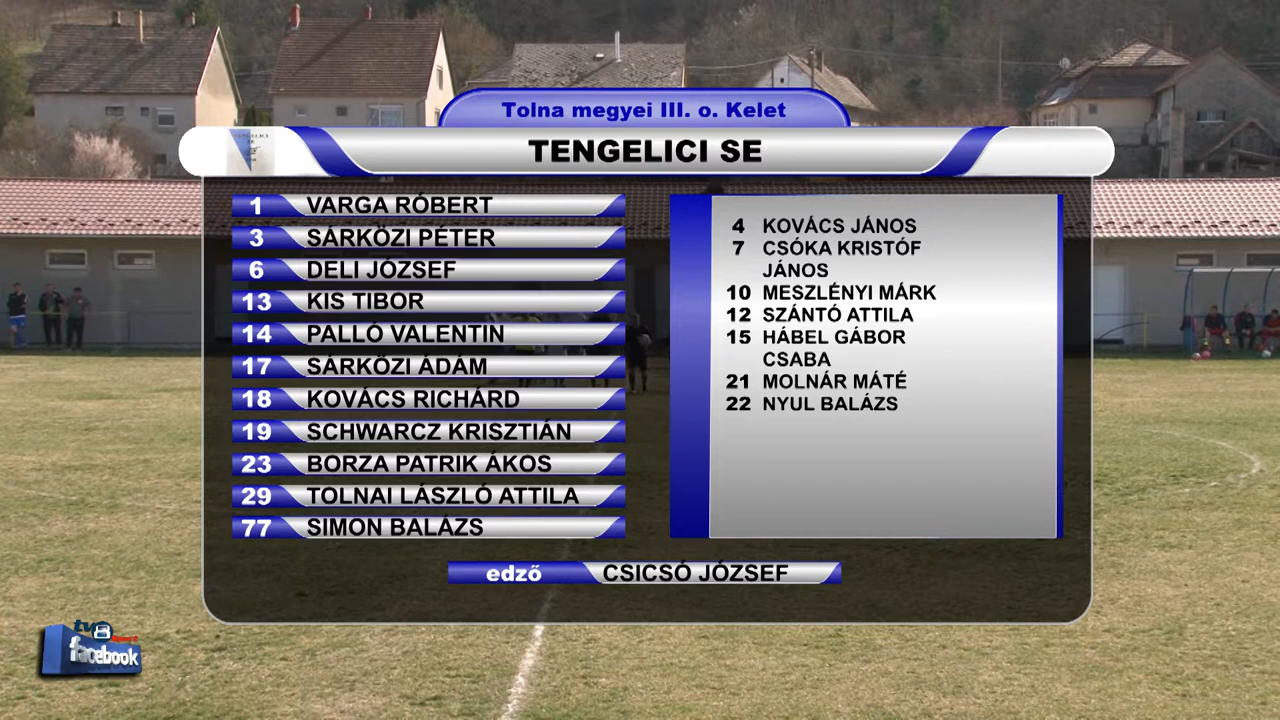 Tolna megyei III. o. Kelet
TENGELICI SE
1 VARGA RÓBERT
3 SÁRKÖZI PÉTER
6 DELI JÓZSEF
13 KIS TIBOR
14 PALLÓ VALENTIN
17 SÁRKÖZI ÁDÁM
18 KOVÁCS RICHÁRD
19 SCHWARCZ KRISZTIÁN
23 BORZA PATRIK ÁKOS
29 TOLNAI LÁSZLÓ ATTILA
77 SIMON BALÁZS
4 KOVÁCS JÁNOS
7 CSÓKA KRISTÓF
JÁNOS
10 MESZLÉNYI MÁRK
12 SZÁNTÓ ATTILA
15 HÁBEL GÁBOR
CSABA
21 MOLNÁR MÁTÉ
22 NYUL BALÁZS
edző CSICSÓ JÓZSEF
tv8
sport
facebook